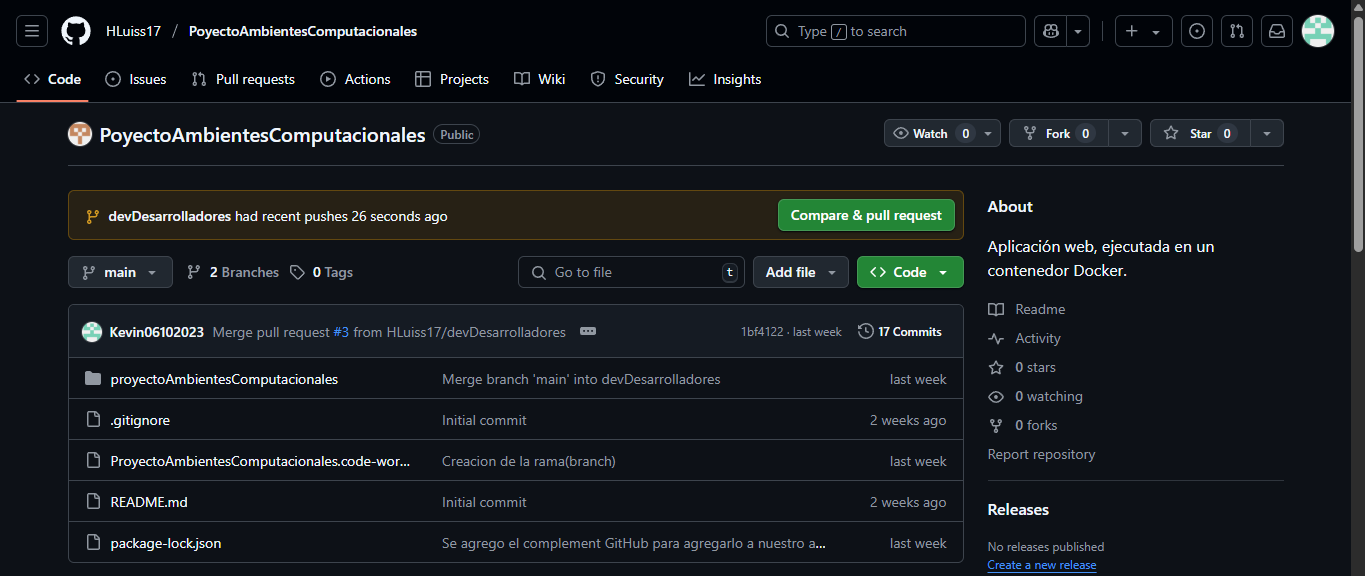 HLuiss17 / PoyectoAmbientesComputacionales Type / to search
Code Issues Pull requests Actions Projects Wiki Security Insights
PoyectoAmbientesComputacionales Public Watch 0 Fork 0 Star 0
devDesarrolladores had recent pushes 26 seconds ago Compare & pull request
main 2 Branches 0 Tags Go to file t Add file Code
Kevin06102023 Merge pull request #3 from HLuiss17/devDesarrolladores 1bf4122 · last week 17 Commits
proyectoAmbientesComputacionales Merge branch 'main' into devDesarrolladores last week
.gitignore Initial commit 2 weeks ago
ProyectoAmbientesComputacionales.code-wor... Creacion de la rama(branch) last week
README.md Initial commit 2 weeks ago
package-lock.json Se agrego el complement GitHub para agregarlo a nuestro a... last week
About
Aplicación web, ejecutada en un
contenedor Docker.
Readme
Activity
0 stars
0 watching
0 forks
Report repository
Releases
No releases published
Create a new release